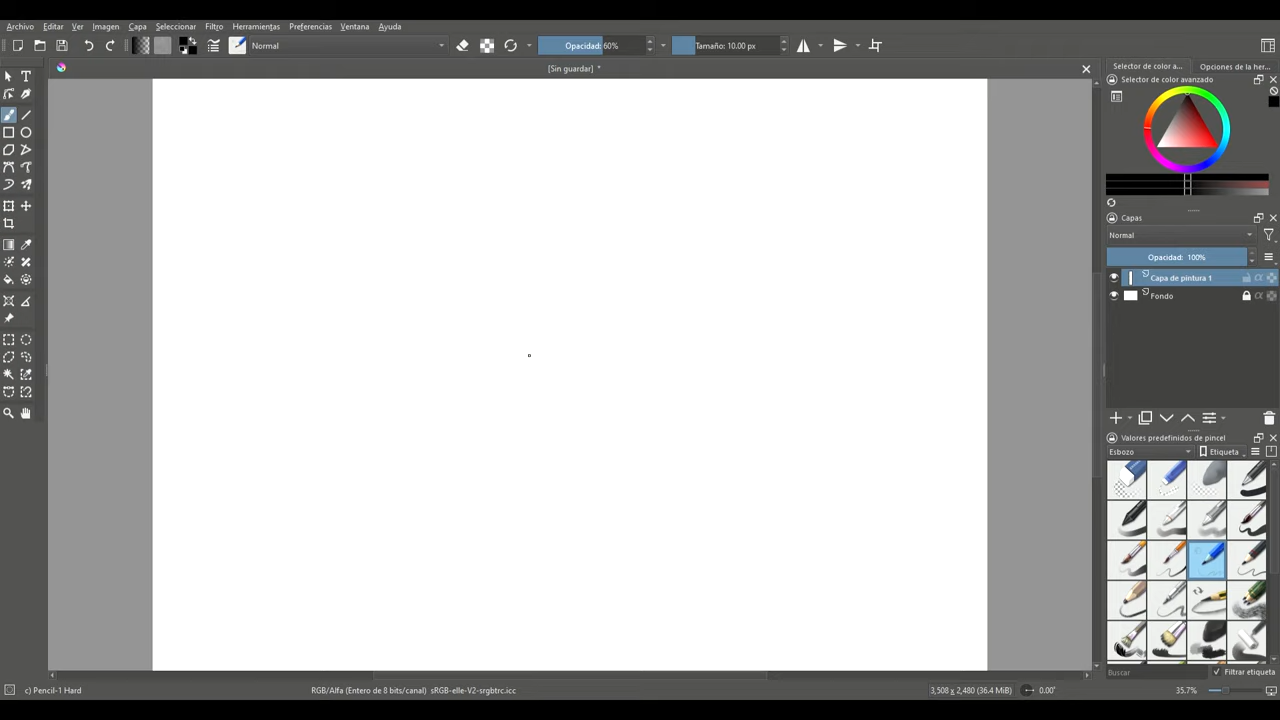 Archivo Editar Ver Imagen Capa Seleccionar Filtro Herramientas Preferencias Ventana Ayuda
Normal Opacidad: 60% Tamaño: 10.00 px
[Sin guardar] *
Selector de color a... Opciones de la her...
Selector de color avanzado
Capas
Normal
Opacidad: 100%
Capa de pintura 1
Fondo
Valores predefinidos de pincel
Esbozo Etiqueta
Buscar Filtrar etiqueta
c) Pencil-1 Hard RGB/Alfa (Entero de 8 bits/canal) sRGB-elle-V2-srgbtrc.icc 3,508 x 2,480 (36.4 MiB) 0.00° 35.7%